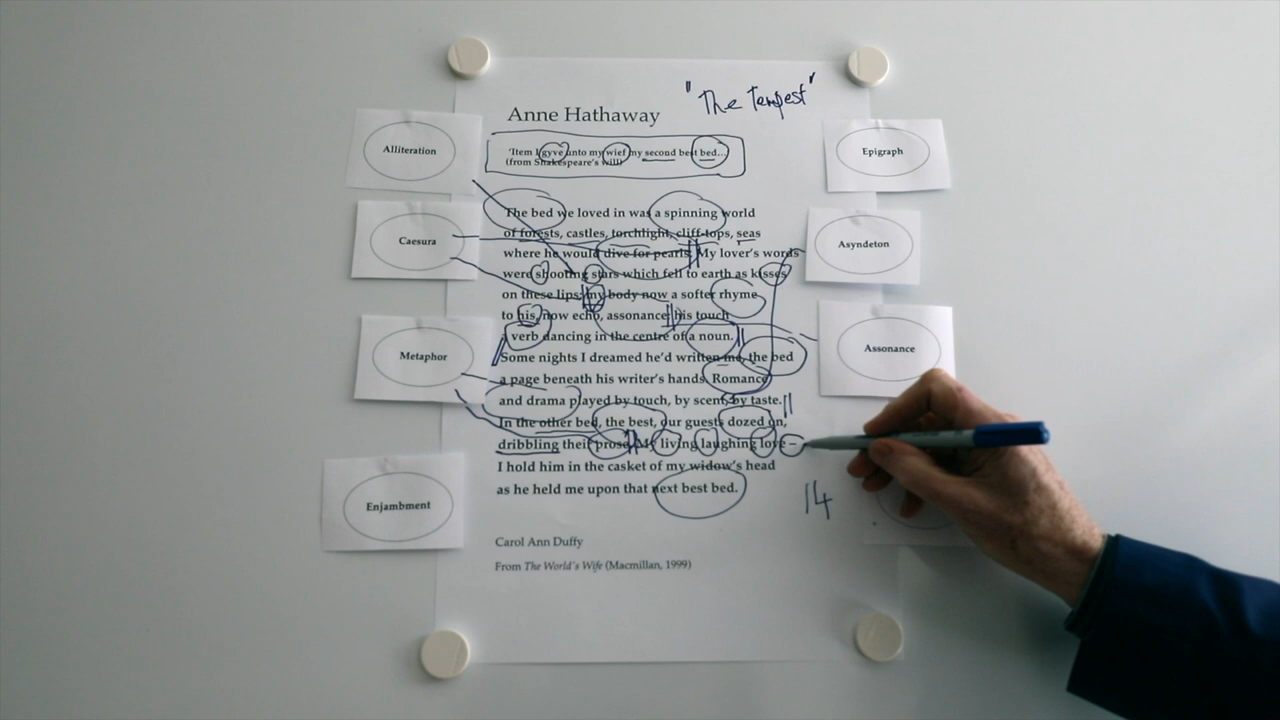 "The Tempest"
Anne Hathaway
'Item I gyve unto my wief my second best bed...
(from Shakespeare's will)
The bed we loved in was a spinning world
of forests, castles, torchlight, cliff-tops, seas
where he would dive for pearls. My lover's words
were shooting stars which fell to earth as kisses
on these lips; my body now a softer rhyme
to his, now echo, assonance; his touch
a verb dancing in the centre of a noun.
Some nights I dreamed he'd written me, the bed
a page beneath his writer's hands. Romance
and drama played by touch, by scent, by taste.
In the other bed, the best, our guests dozed on,
dribbling their prose. My living laughing love –
I hold him in the casket of my widow's head
as he held me upon that next best bed.
14
Carol Ann Duffy
From The World's Wife (Macmillan, 1999)
Alliteration
Caesura
Metaphor
Enjambment
Epigraph
Asyndeton
Assonance